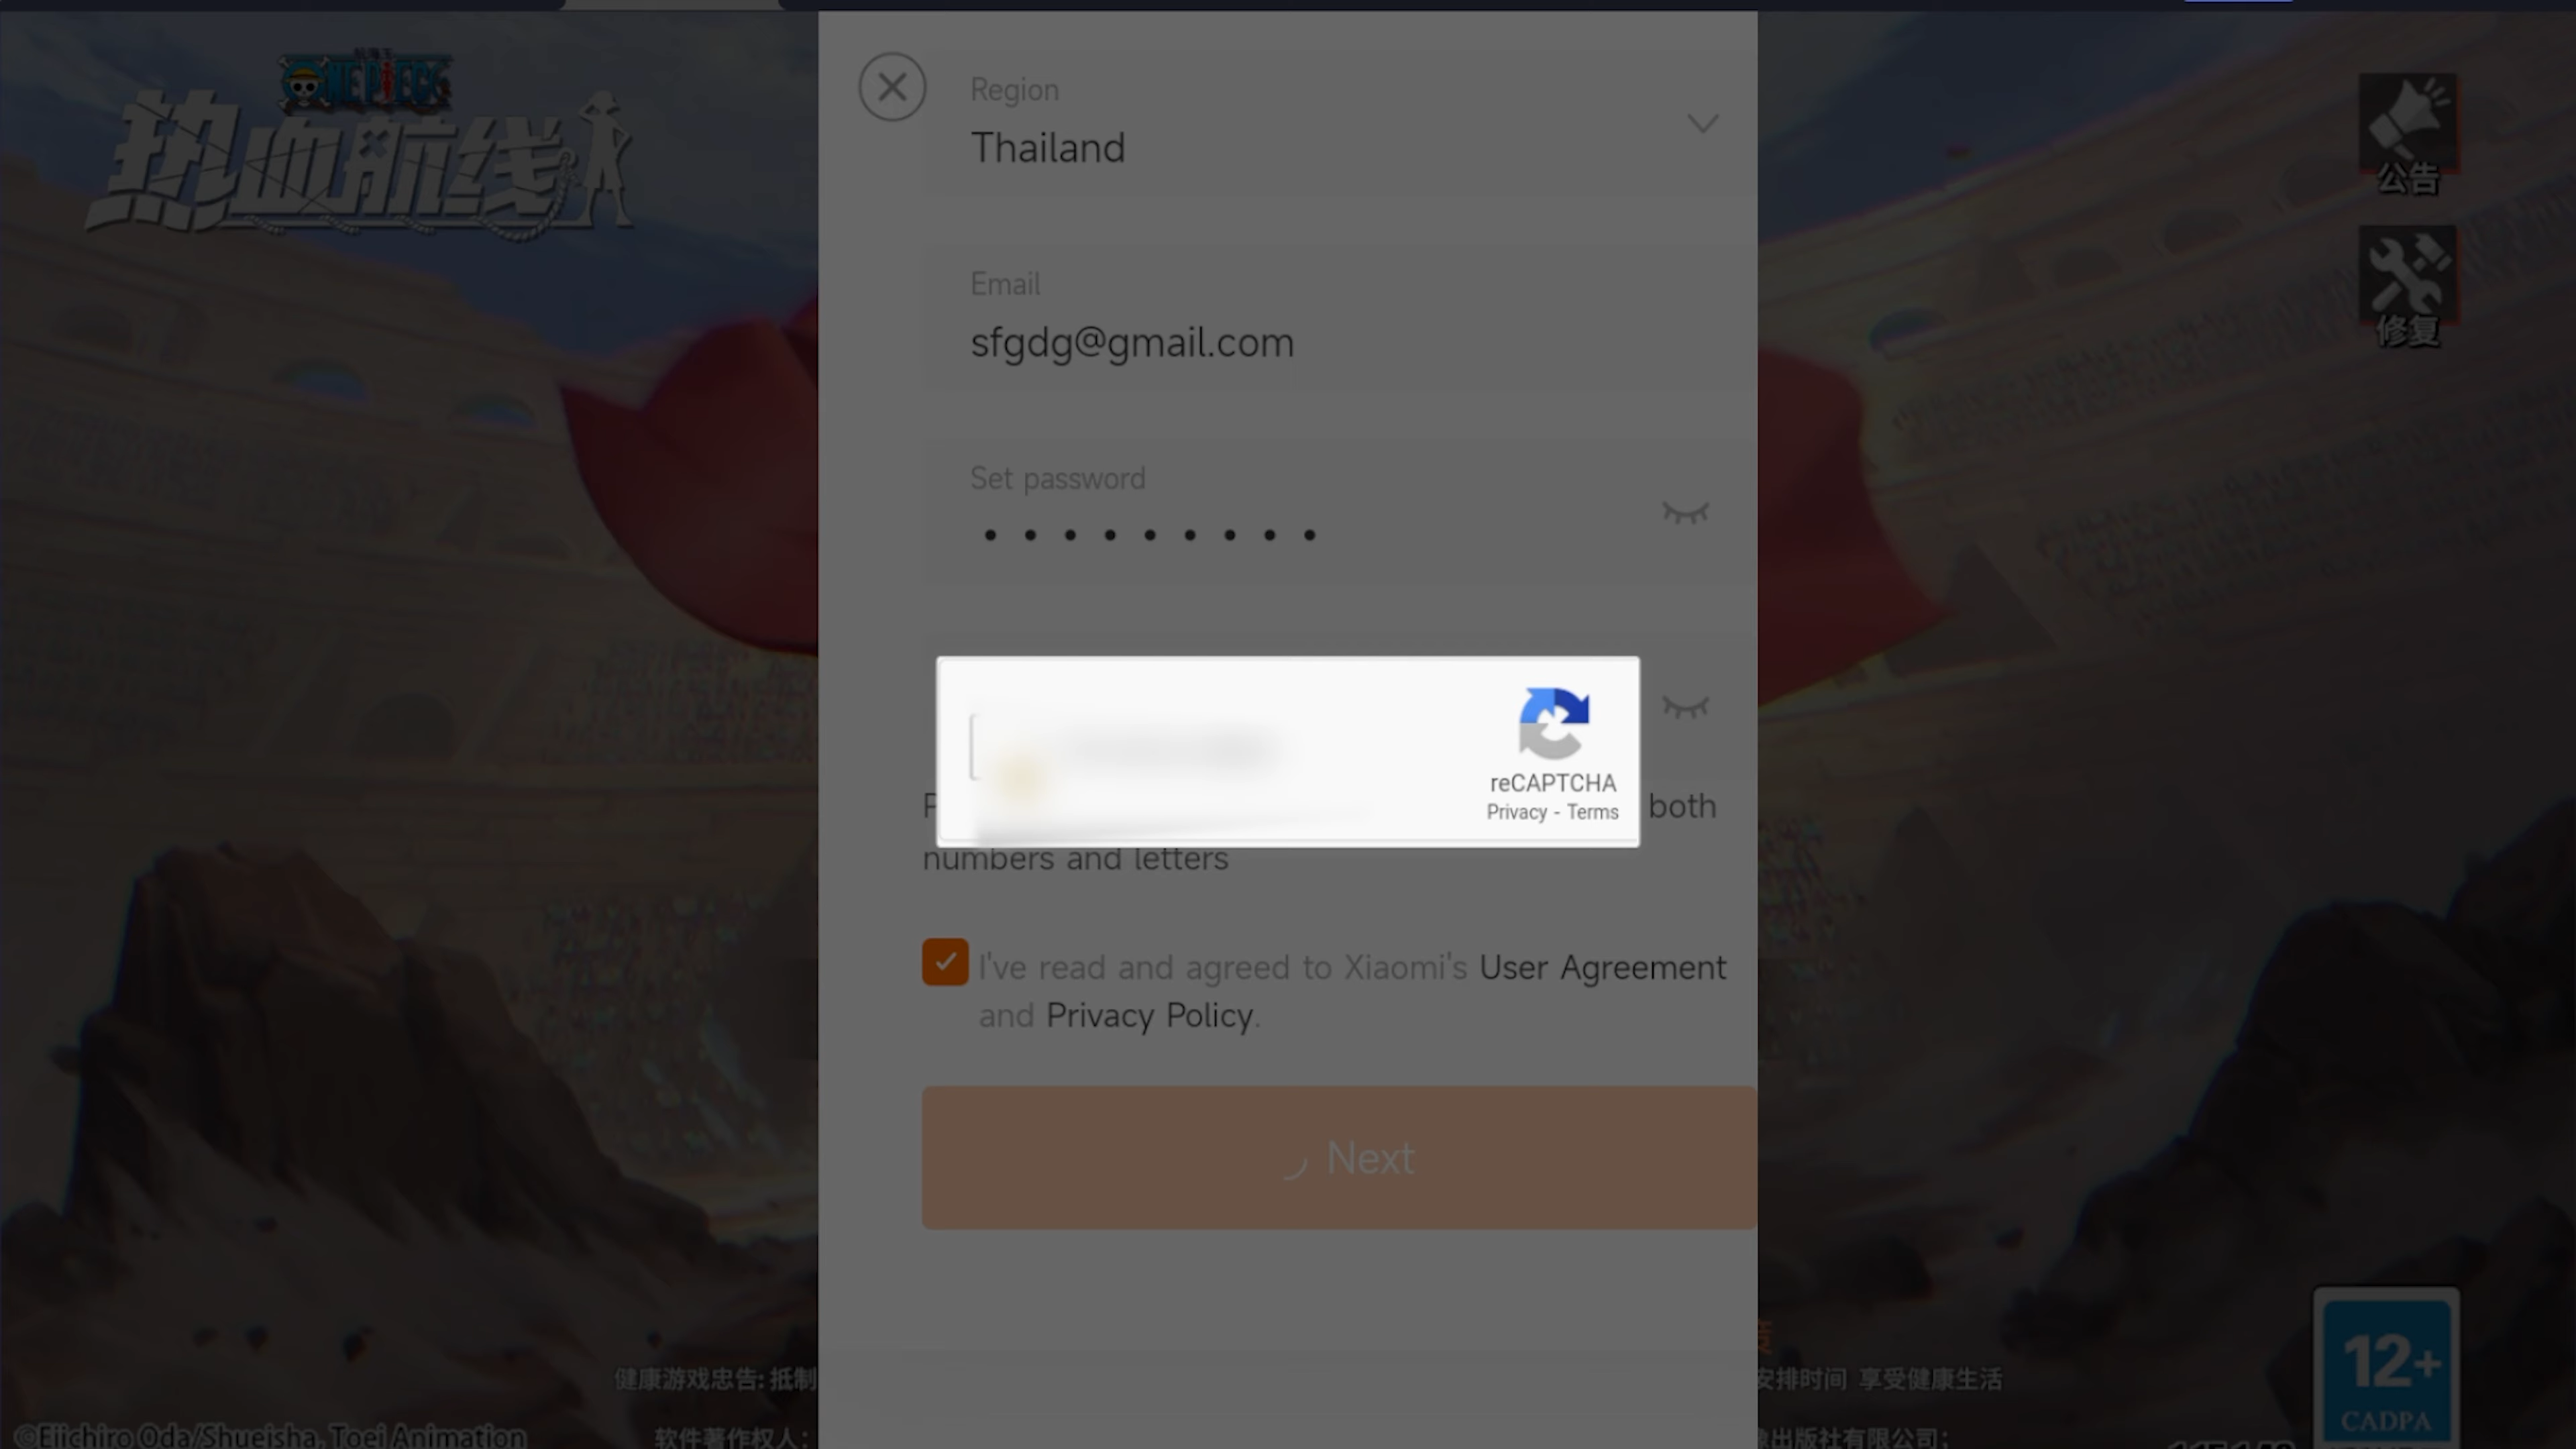 ONE PIECE
热血航线
公告
修复
Region
Thailand
Email
sfgdg@gmail.com
Set password
reCAPTCHA
Privacy - Terms
both
numbers and letters
I've read and agreed to Xiaomi's User Agreement
and Privacy Policy.
Next
健康游戏忠告: 抵制
安排时间 享受健康生活
©Eiichiro Oda/Shueisha, Toei Animation
软件著作权人:
出版社有限公司:
12+
CADPA